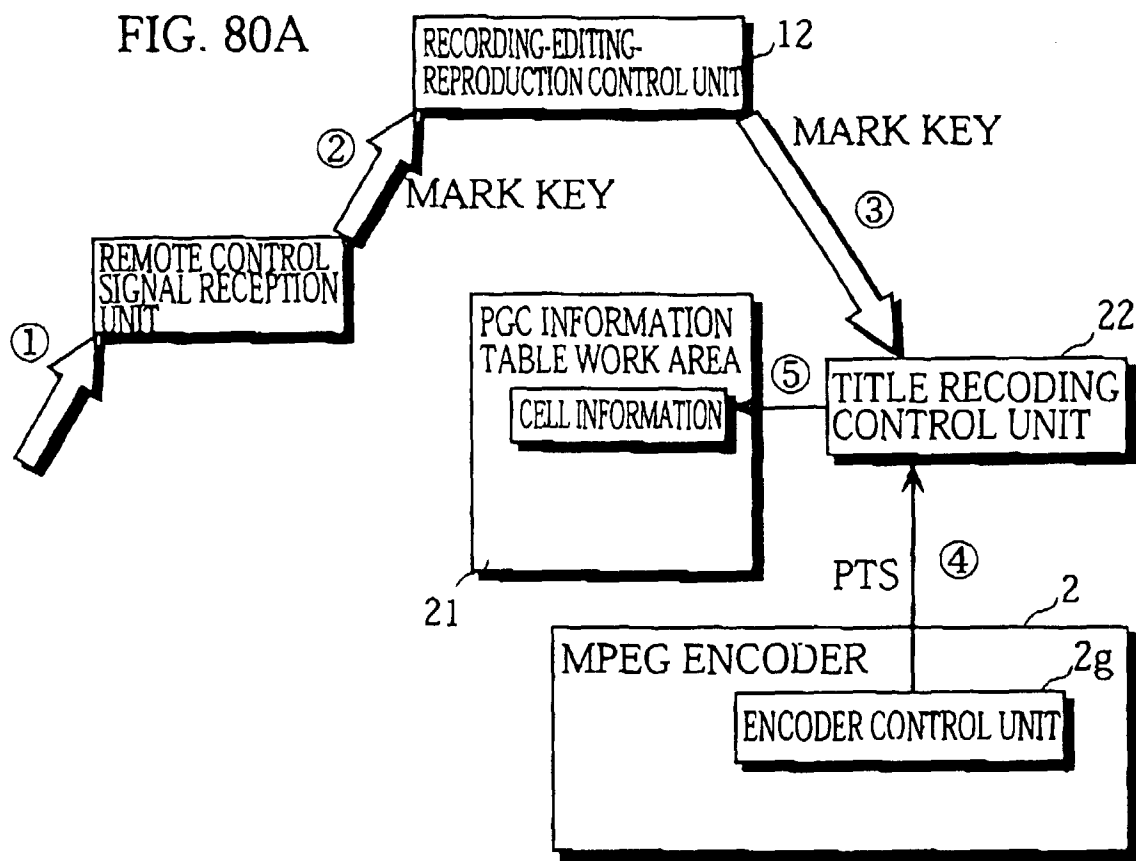 FIG. 80A
RECORDING-EDITING-
REPRODUCTION CONTROL UNIT
12
②
MARK KEY
MARK KEY
③
REMOTE CONTROL
SIGNAL RECEPTION
UNIT
①
PGC INFORMATION
TABLE WORK AREA
CELL INFORMATION
21
⑤
22
TITLE RECODING
CONTROL UNIT
PTS
④
2
MPEG ENCODER
2g
ENCODER CONTROL UNIT